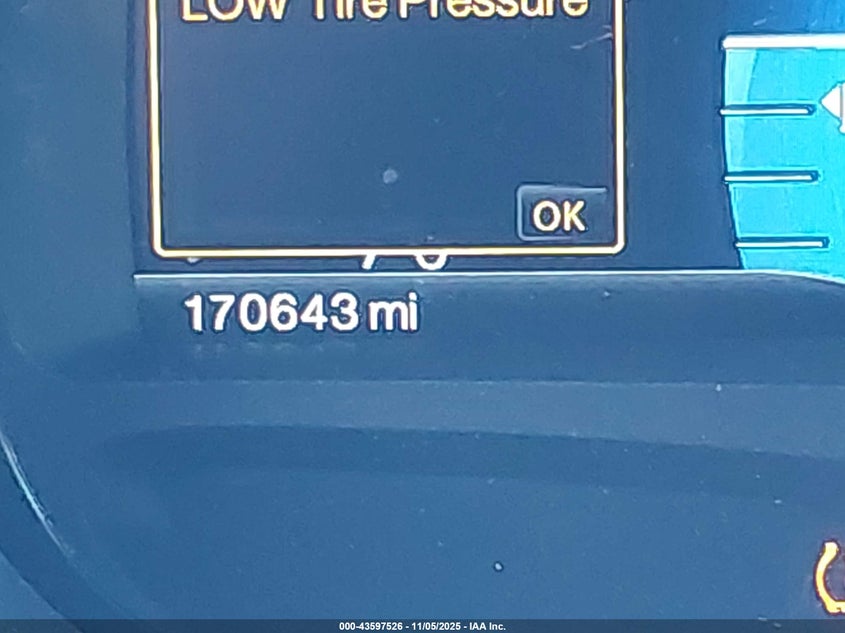 LOW Tire Pressure
OK
170643 mi
000-43597526 - 11/05/2025 - IAA Inc.